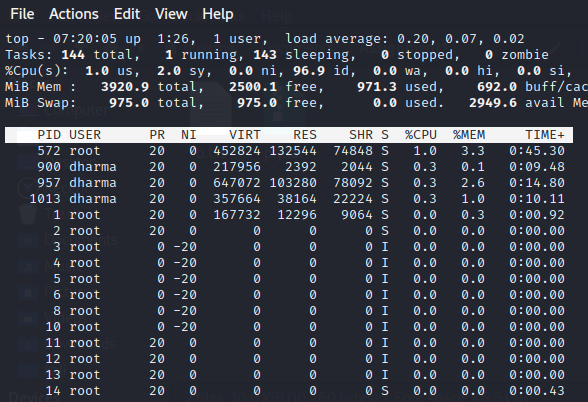 File Actions Edit View Help
top - 07:20:05 up 1:26, 1 user, load average: 0.20, 0.07, 0.02
Tasks: 144 total, 1 running, 143 sleeping, 0 stopped, 0 zombie
%Cpu(s): 1.0 us, 2.0 sy, 0.0 ni, 96.9 id, 0.0 wa, 0.0 hi, 0.0 si,
MiB Mem : 3920.9 total, 2500.1 free, 971.3 used, 692.0 buff/cac
MiB Swap: 975.0 total, 975.0 free, 0.0 used. 2949.6 avail Me
PID USER PR NI VIRT RES SHR S %CPU %MEM TIME+
572 root 20 0 452824 132544 74848 S 1.0 3.3 0:45.30
900 dharma 20 0 217956 2392 2044 S 0.3 0.1 0:09.48
957 dharma 20 0 647072 103280 78092 S 0.3 2.6 0:14.80
1013 dharma 20 0 357664 38164 22224 S 0.3 1.0 0:10.11
1 root 20 0 167732 12296 9064 S 0.0 0.3 0:00.92
2 root 20 0 0 0 0 S 0.0 0.0 0:00.00
3 root 0 -20 0 0 0 I 0.0 0.0 0:00.00
4 root 0 -20 0 0 0 I 0.0 0.0 0:00.00
5 root 0 -20 0 0 0 I 0.0 0.0 0:00.00
6 root 0 -20 0 0 0 I 0.0 0.0 0:00.00
8 root 0 -20 0 0 0 I 0.0 0.0 0:00.00
10 root 0 -20 0 0 0 I 0.0 0.0 0:00.00
11 root 20 0 0 0 0 I 0.0 0.0 0:00.00
12 root 20 0 0 0 0 I 0.0 0.0 0:00.00
13 root 20 0 0 0 0 I 0.0 0.0 0:00.00
14 root 20 0 0 0 0 S 0.0 0.0 0:00.43